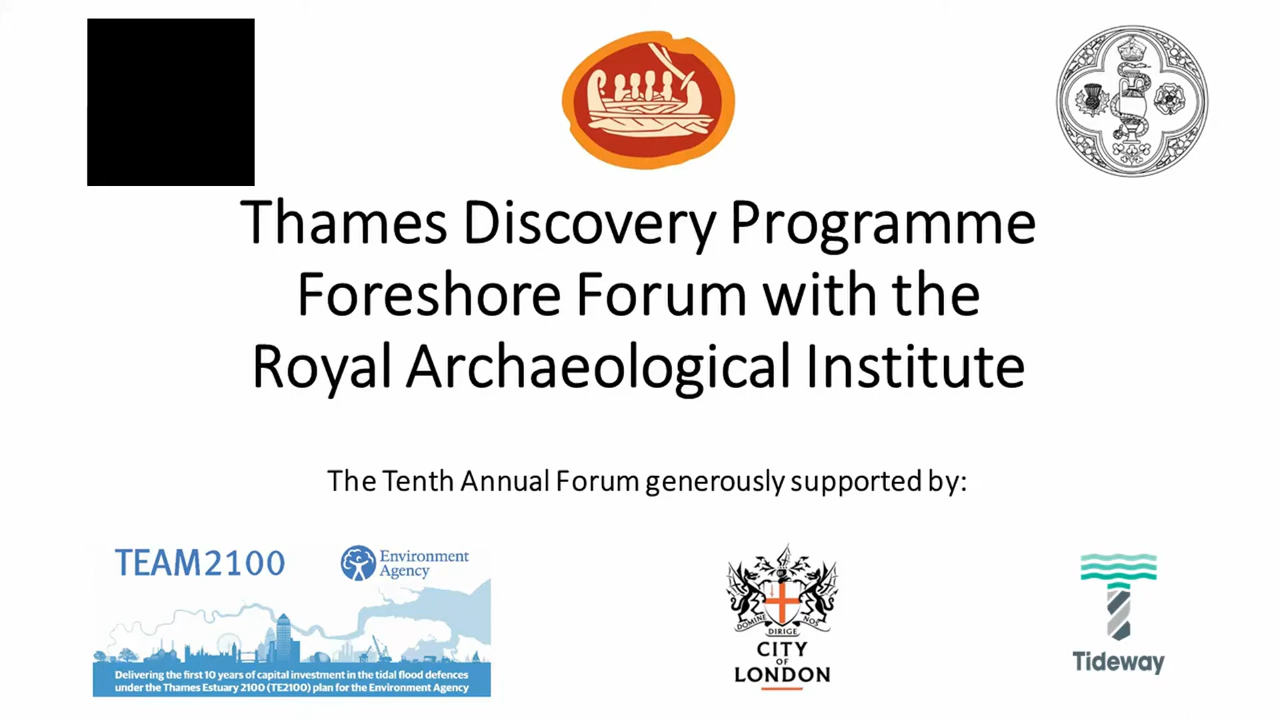 Thames Discovery Programme
Foreshore Forum with the
Royal Archaeological Institute
The Tenth Annual Forum generously supported by:
TEAM2100
Environment
Agency
Delivering the first 10 years of capital investment in the tidal flood defences
under the Thames Estuary 2100 (TE2100) plan for the Environment Agency
DOMINE DIRIGE NOS
CITY
OF
LONDON
Tideway